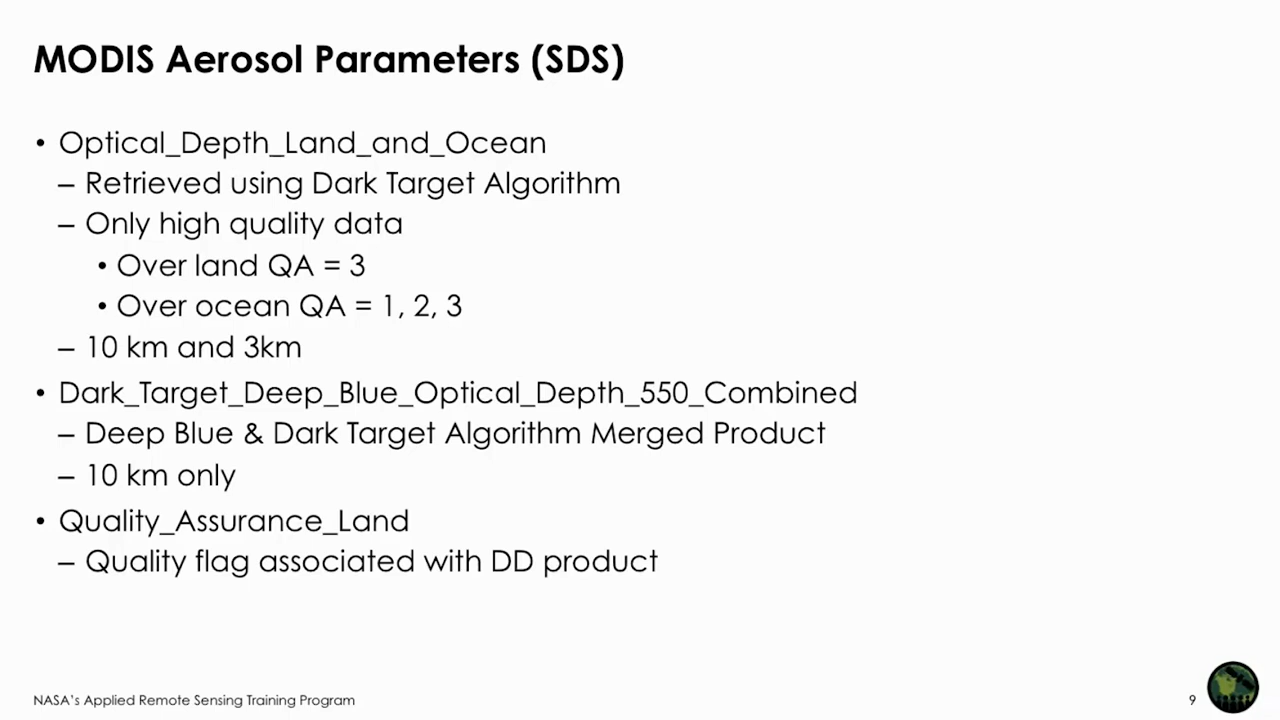 MODIS Aerosol Parameters (SDS)
• Optical_Depth_Land_and_Ocean
– Retrieved using Dark Target Algorithm
– Only high quality data
• Over land QA = 3
• Over ocean QA = 1, 2, 3
– 10 km and 3km
• Dark_Target_Deep_Blue_Optical_Depth_550_Combined
– Deep Blue & Dark Target Algorithm Merged Product
– 10 km only
• Quality_Assurance_Land
– Quality flag associated with DD product
NASA's Applied Remote Sensing Training Program
9